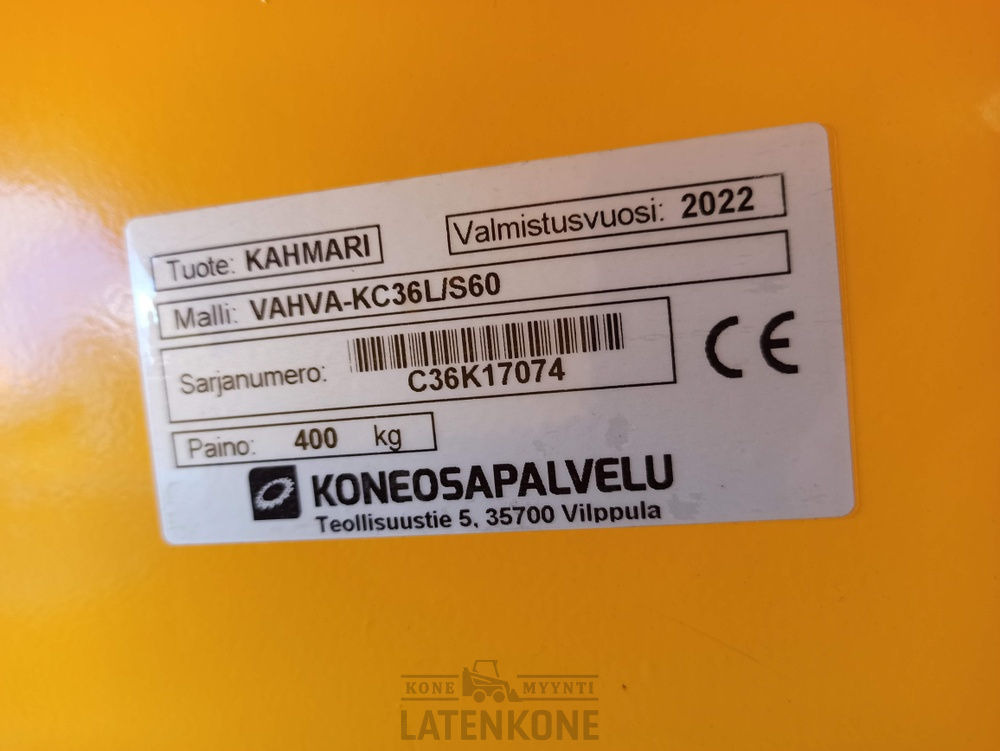 Tuote: KAHMARI
Valmistusvuosi: 2022
Malli: VAHVA-KC36L/S60
Sarjanumero: C36K17074
CE
Paino: 400 kg
KONEOSAPALVELU
Teollisuustie 5, 35700 Vilppula
KONE MYYNTI
LATENKONE